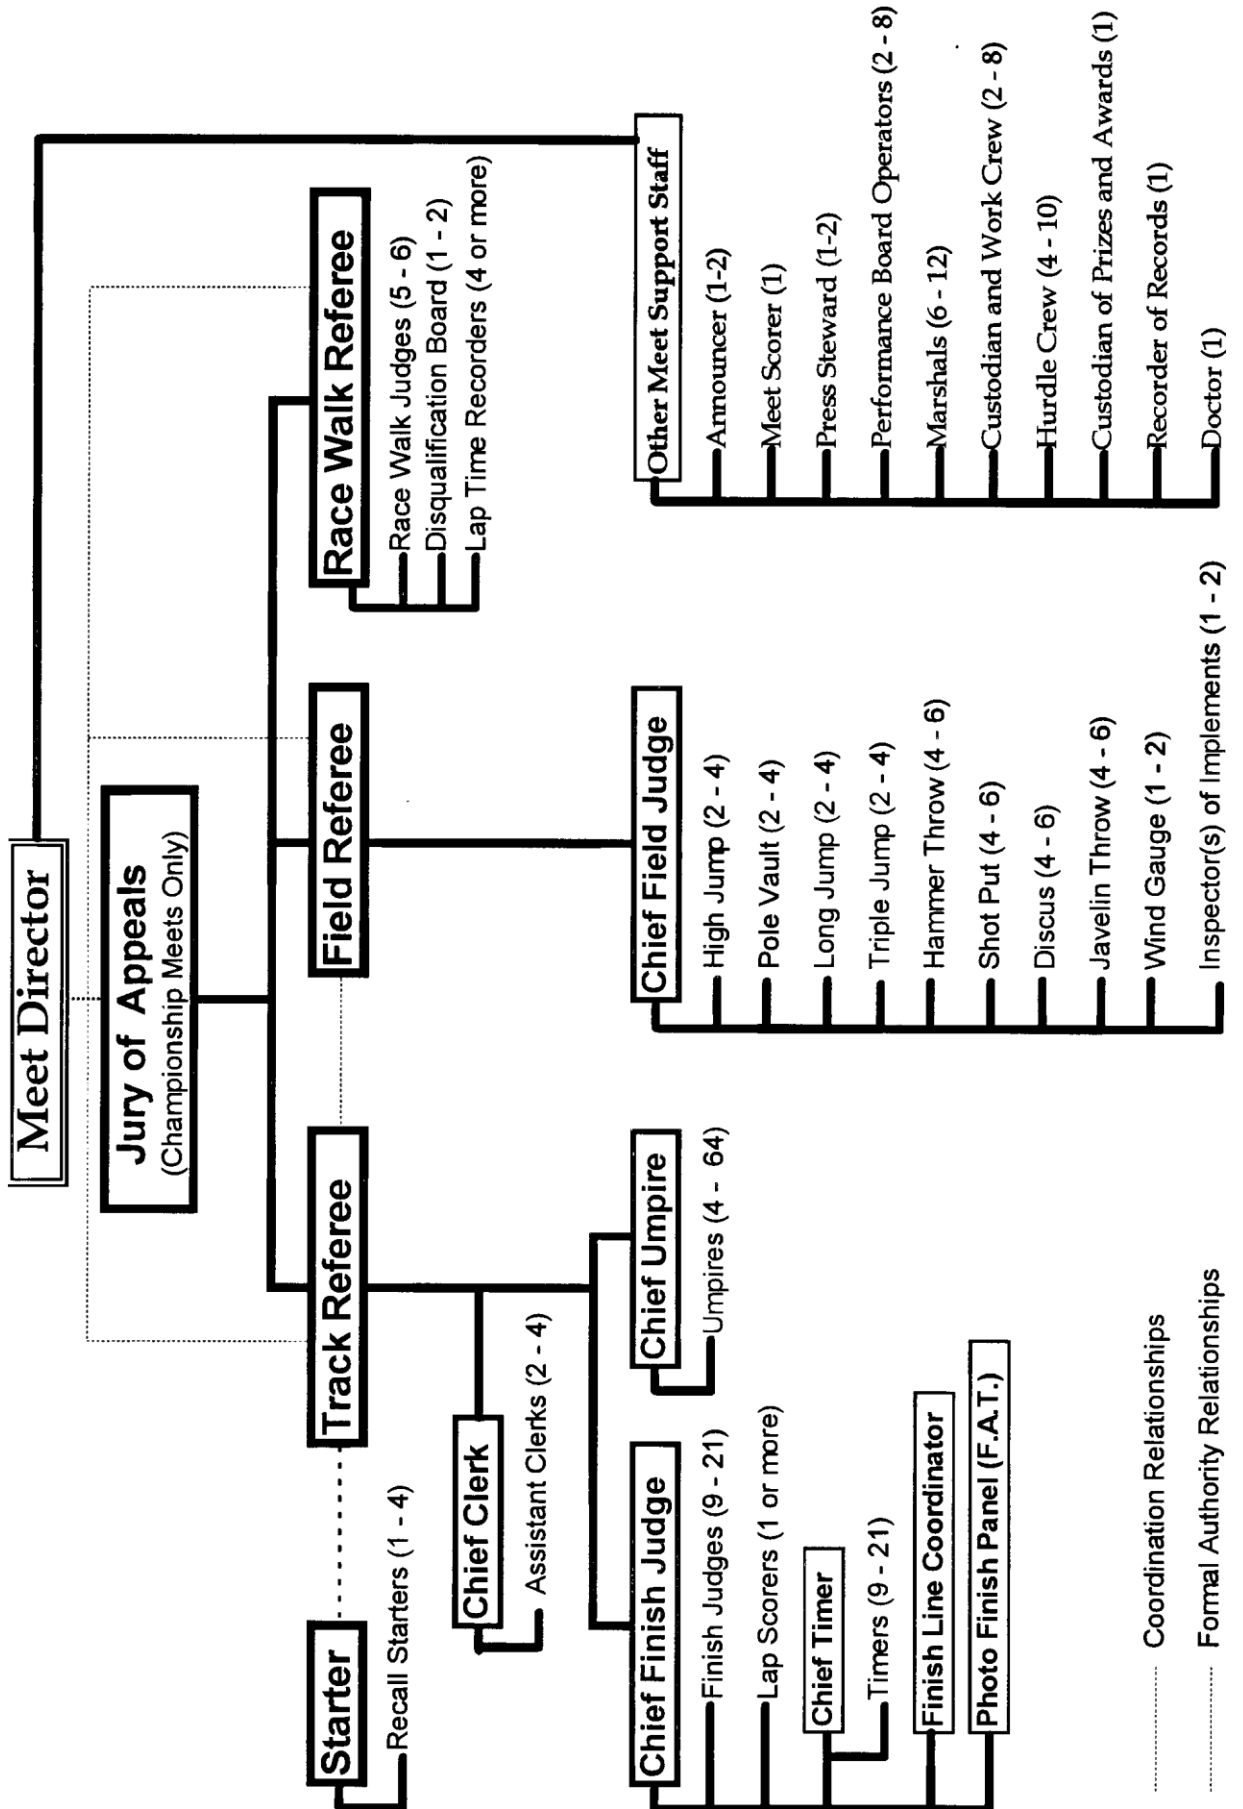 Meet Director
Jury of Appeals
(Championship Meets Only)
Starter
Recall Starters (1 - 4)
Track Referee
Field Referee
Race Walk Referee
Race Walk Judges (5 - 6)
Disqualification Board (1 - 2)
Lap Time Recorders (4 or more)
Chief Clerk
Assistant Clerks (2 - 4)
Chief Finish Judge
Finish Judges (9 - 21)
Lap Scorers (1 or more)
Chief Timer
Timers (9 - 21)
Finish Line Coordinator
Photo Finish Panel (F.A.T.)
Chief Umpire
Umpires (4 - 64)
Chief Field Judge
High Jump (2 - 4)
Pole Vault (2 - 4)
Long Jump (2 - 4)
Triple Jump (2 - 4)
Hammer Throw (4 - 6)
Shot Put (4 - 6)
Discus (4 - 6)
Javelin Throw (4 - 6)
Wind Gauge (1 - 2)
Inspector(s) of Implements (1 - 2)
Other Meet Support Staff
Announcer (1-2)
Meet Scorer (1)
Press Steward (1-2)
Performance Board Operators (2 - 8)
Marshals (6 - 12)
Custodian and Work Crew (2 - 8)
Hurdle Crew (4 - 10)
Custodian of Prizes and Awards (1)
Recorder of Records (1)
Doctor (1)
Coordination Relationships
Formal Authority Relationships